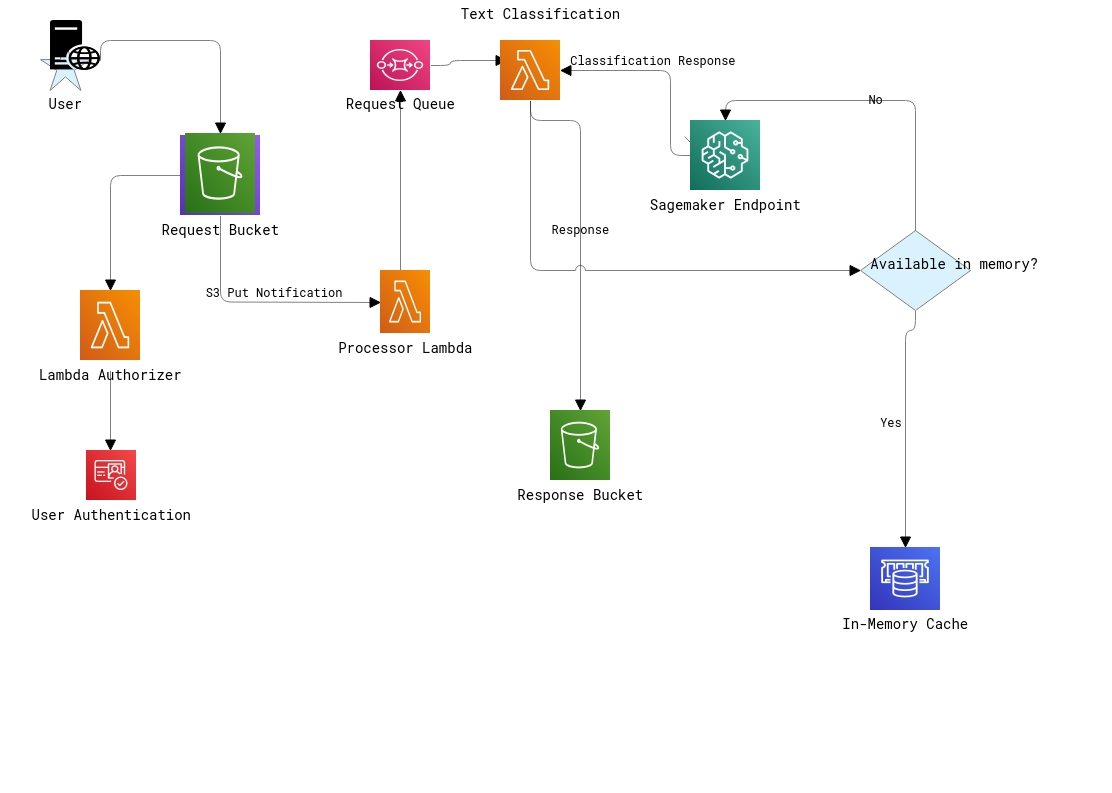 Text Classification
User
Request Queue
Classification Response
No
Request Bucket
Sagemaker Endpoint
Response
Available in memory?
S3 Put Notification
Processor Lambda
Lambda Authorizer
Yes
Response Bucket
User Authentication
In-Memory Cache